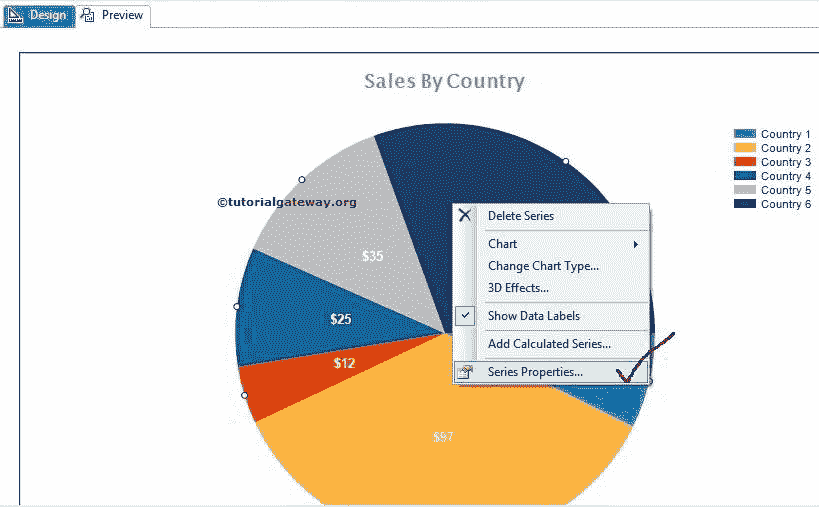 Design Preview
Sales By Country
Country 1
Country 2
Country 3
Country 4
Country 5
Country 6
©tutorialgateway.org
Delete Series
Chart
Change Chart Type...
3D Effects...
Show Data Labels
Add Calculated Series...
Series Properties...
$35
$25
$12
$97